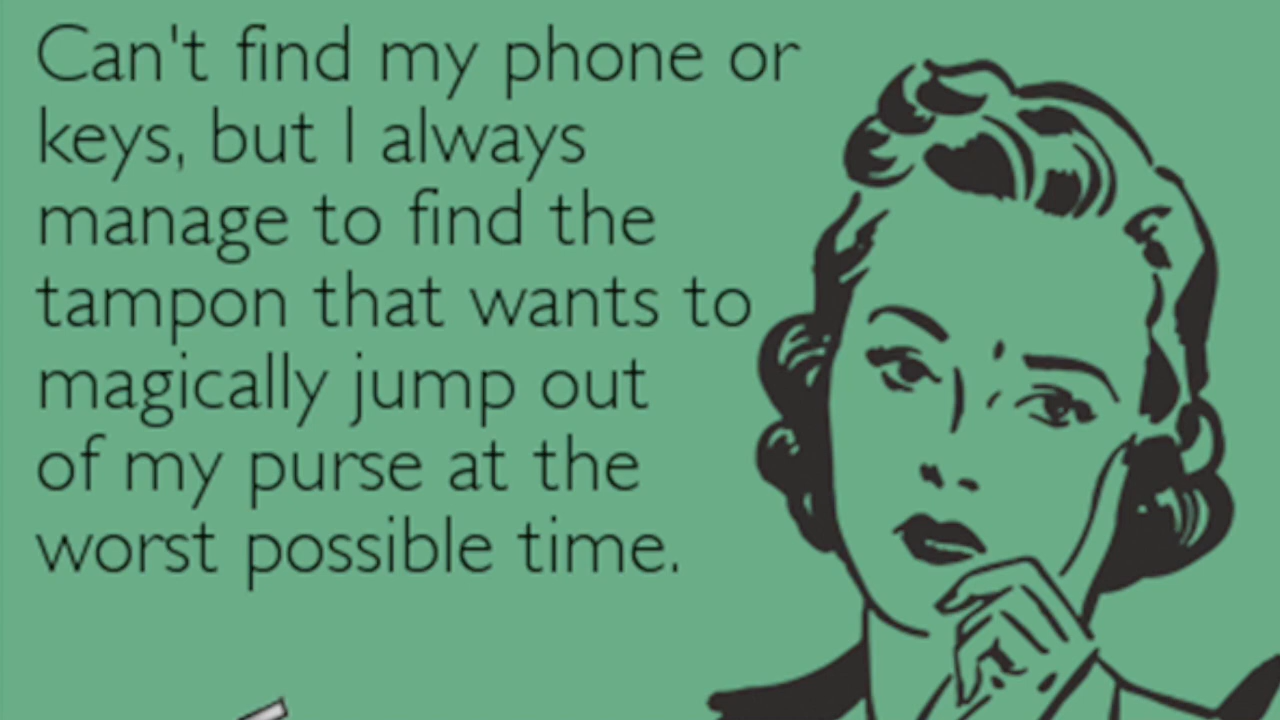 Can't find my phone or
keys, but I always
manage to find the
tampon that wants to
magically jump out
of my purse at the
worst possible time.